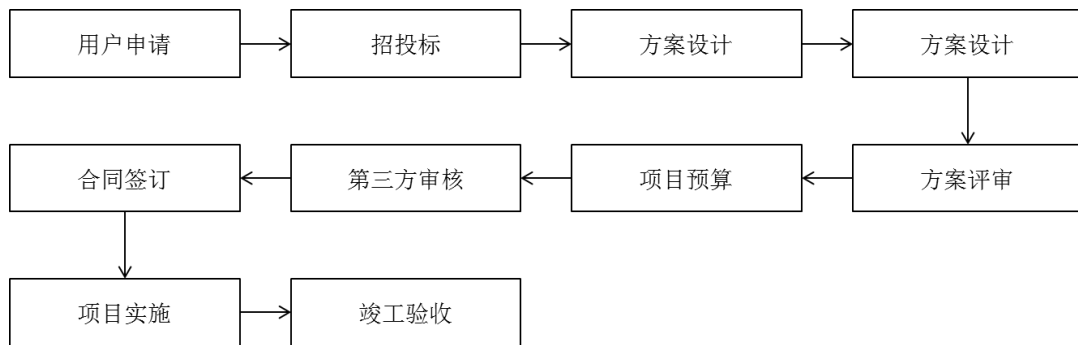 用户申请
招投标
方案设计
方案设计
方案评审
项目预算
第三方审核
合同签订
项目实施
竣工验收